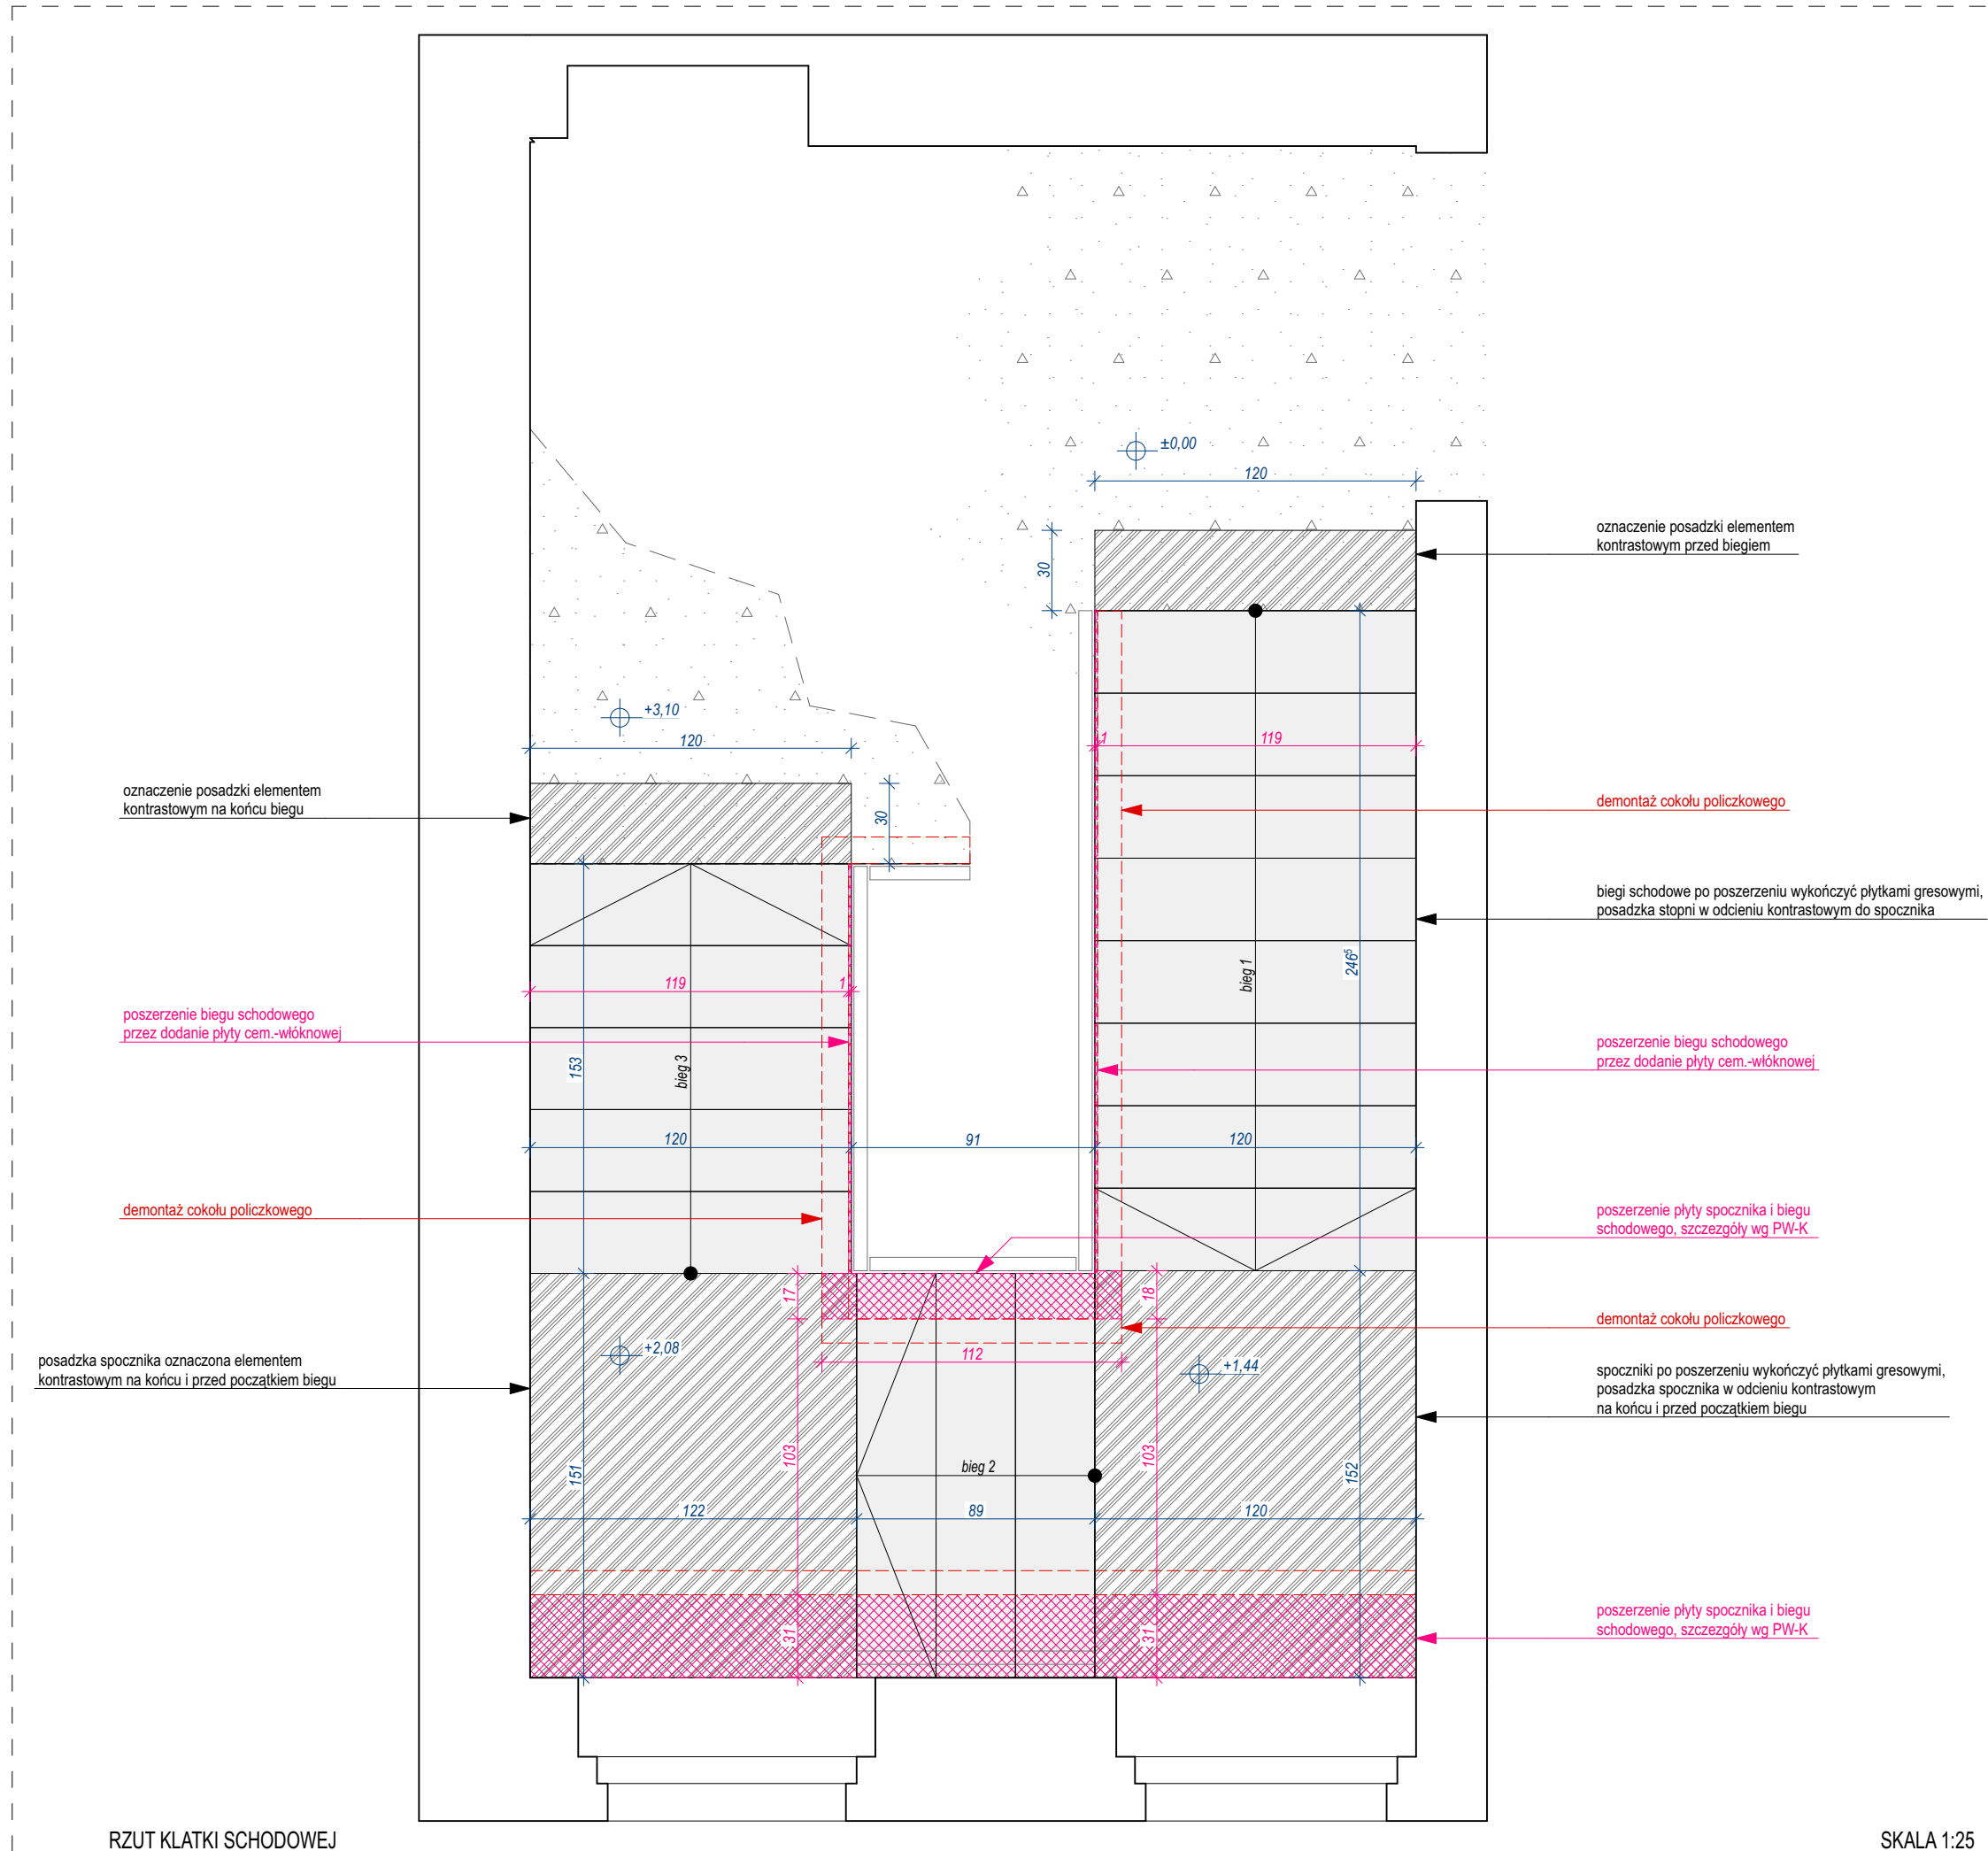 ±0,00
120
oznaczenie posadzki elementem
kontrastowym przed biegiem
30
+3,10
120
1
119
oznaczenie posadzki elementem
kontrastowym na końcu biegu
30
demontaż cokołu policzkowego
biegi schodowe po poszerzeniu wykończyć płytkami gresowymi,
posadzka stopni w odcieniu kontrastowym do spocznika
119
1
bieg 1
246⁵
poszerzenie biegu schodowego
przez dodanie płyty cem.-włóknowej
153
bieg 3
poszerzenie biegu schodowego
przez dodanie płyty cem.-włóknowej
120
91
120
demontaż cokołu policzkowego
poszerzenie płyty spocznika i biegu
schodowego, szczezgóły wg PW-K
17
18
demontaż cokołu policzkowego
+2,08
112
+1,44
posadzka spocznika oznaczona elementem
kontrastowym na końcu i przed początkiem biegu
spoczniki po poszerzeniu wykończyć płytkami gresowymi,
posadzka spocznika w odcieniu kontrastowym
na końcu i przed początkiem biegu
151
103
bieg 2
103
152
122
89
120
31
31
poszerzenie płyty spocznika i biegu
schodowego, szczezgóły wg PW-K
RZUT KLATKI SCHODOWEJ
SKALA 1:25